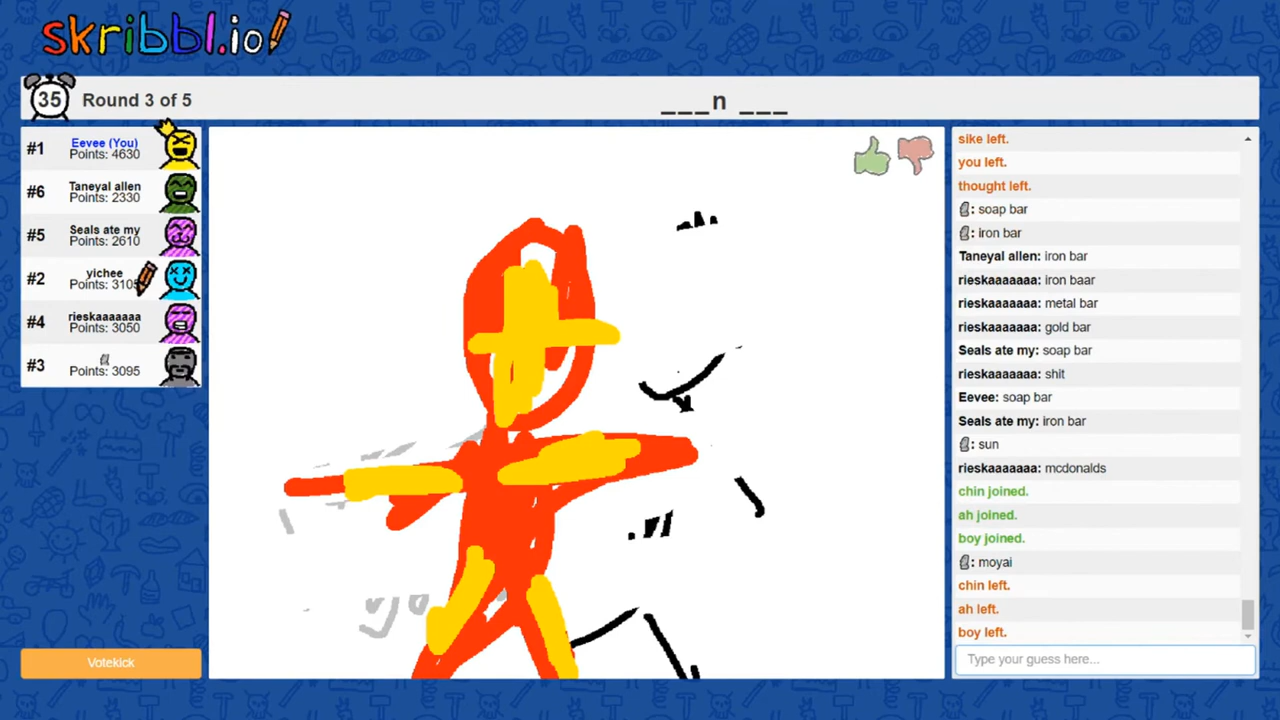 skribbl.io!
35
Round 3 of 5
___n ___
#1
Eevee (You)
Points: 4630
#6
Taneyal allen
Points: 2330
#5
Seals ate my
Points: 2610
#2
yichee
Points: 3105
#4
rieskaaaaaaa
Points: 3050
#3
🗿
Points: 3095
Votekick
sike left.
you left.
thought left.
🗿: soap bar
🗿: iron bar
Taneyal allen: iron bar
rieskaaaaaaa: iron baar
rieskaaaaaaa: metal bar
rieskaaaaaaa: gold bar
Seals ate my: soap bar
rieskaaaaaaa: shit
Eevee: soap bar
Seals ate my: iron bar
🗿: sun
rieskaaaaaaa: mcdonalds
chin joined.
ah joined.
boy joined.
🗿: moyai
chin left.
ah left.
boy left.
Type your guess here...